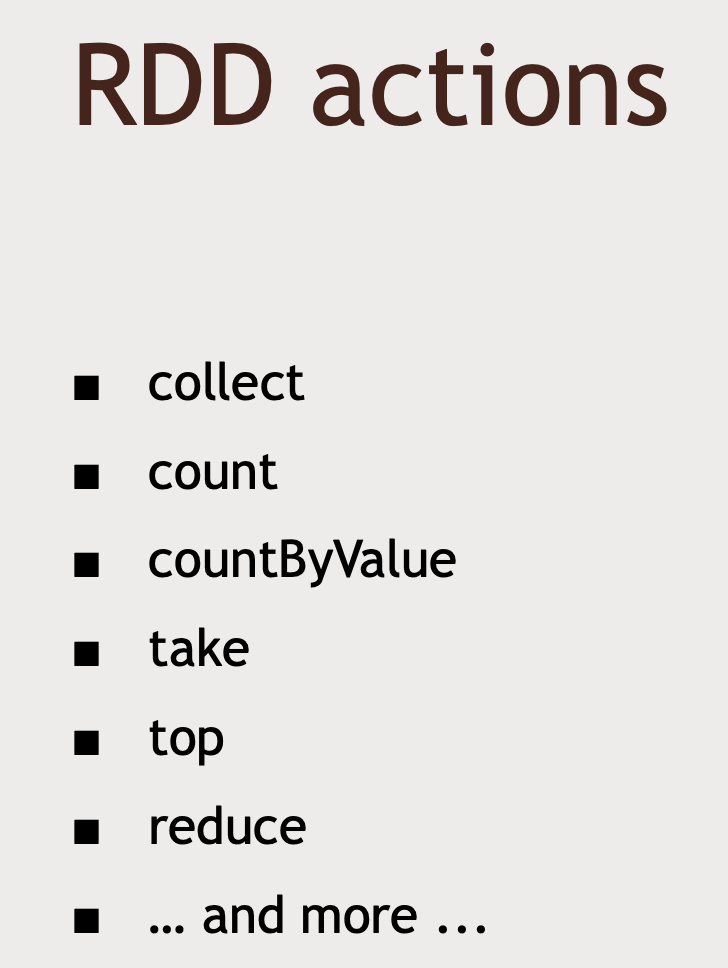 RDD actions
▪ collect
▪ count
▪ countByValue
▪ take
▪ top
▪ reduce
▪ … and more ...